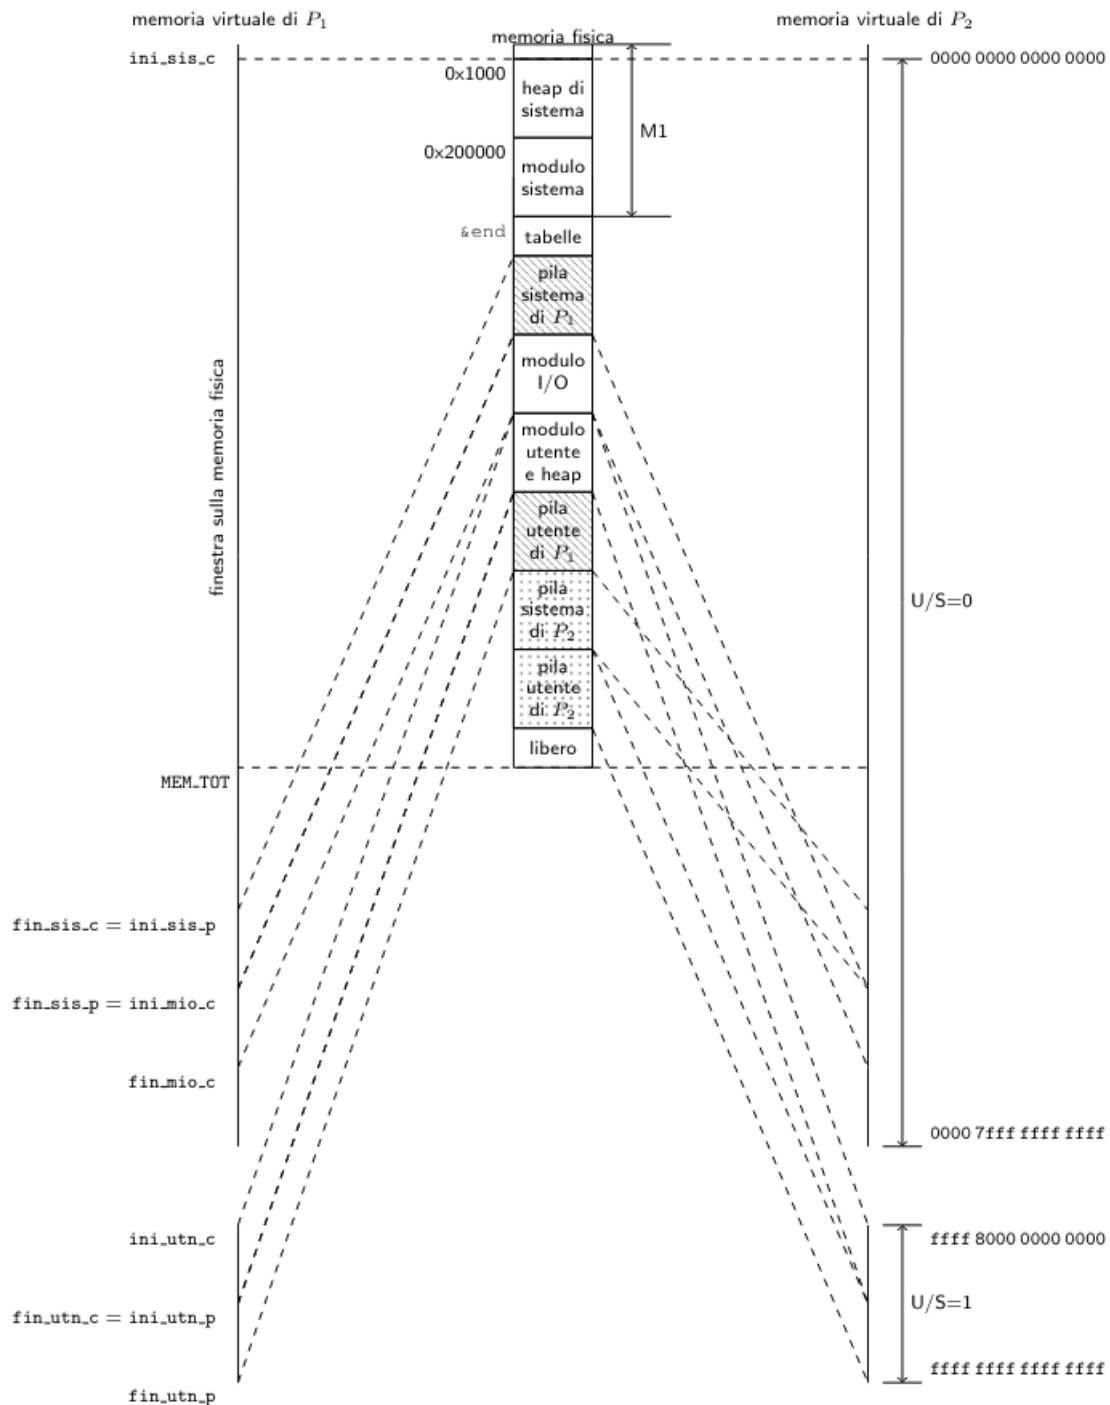 memoria virtuale di P1
memoria virtuale di P2
memoria fisica
ini_sis_c
0000 0000 0000 0000
0x1000
heap di
sistema
M1
0x200000
modulo
sistema
&end
tabelle
pila
sistema
di P1
modulo
I/O
finestra sulla memoria fisica
modulo
utente
e heap
pila
utente
di P1
pila
sistema
di P2
U/S=0
pila
utente
di P2
libero
MEM_TOT
fin_sis_c = ini_sis_p
fin_sis_p = ini_mio_c
fin_mio_c
0000 7fff ffff ffff
ini_utn_c
ffff 8000 0000 0000
fin_utn_c = ini_utn_p
U/S=1
ffff ffff ffff ffff
fin_utn_p